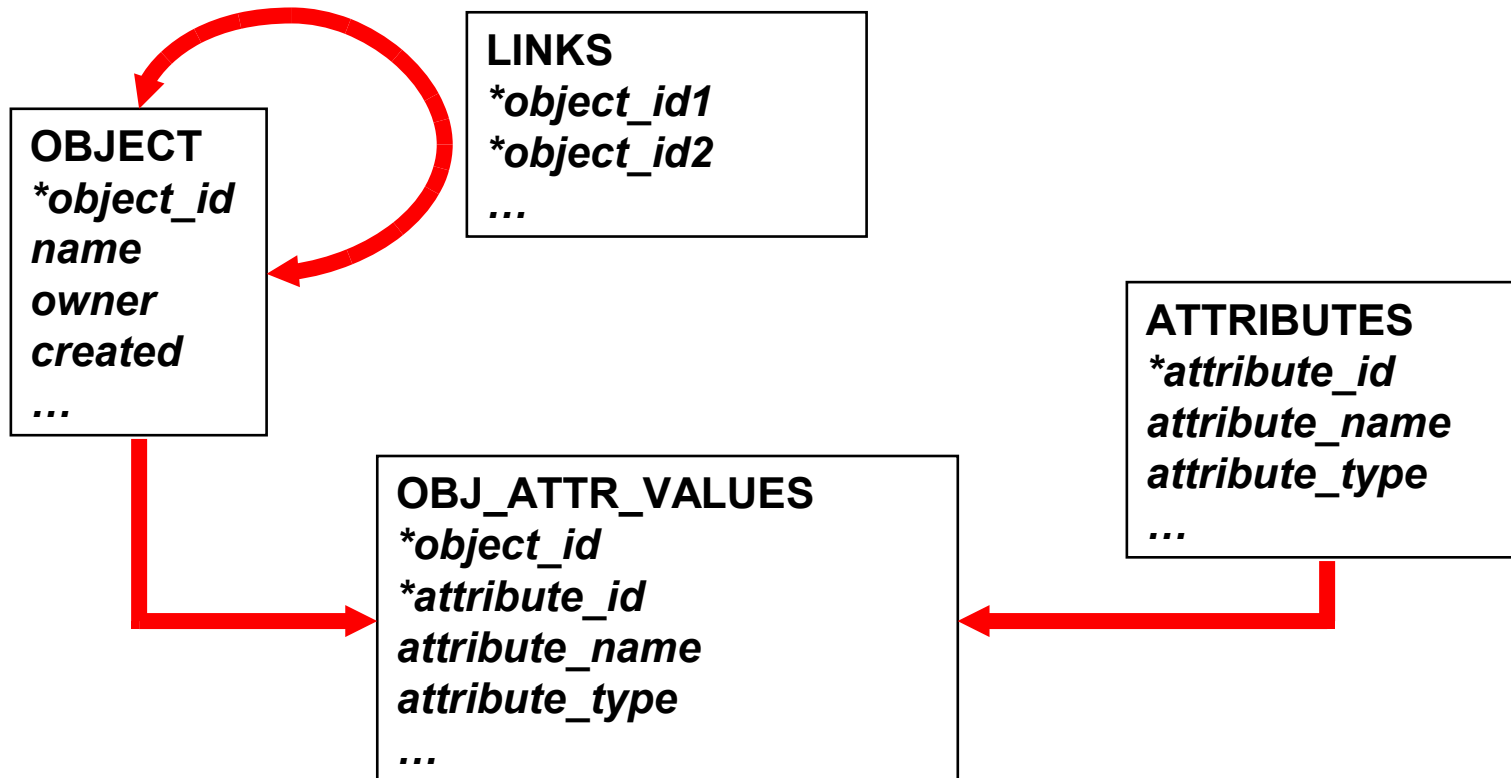 LINKS
*object_id1
*object_id2
…
OBJECT
*object_id
name
owner
created
…
ATTRIBUTES
*attribute_id
attribute_name
attribute_type
…
OBJ_ATTR_VALUES
*object_id
*attribute_id
attribute_name
attribute_type
…